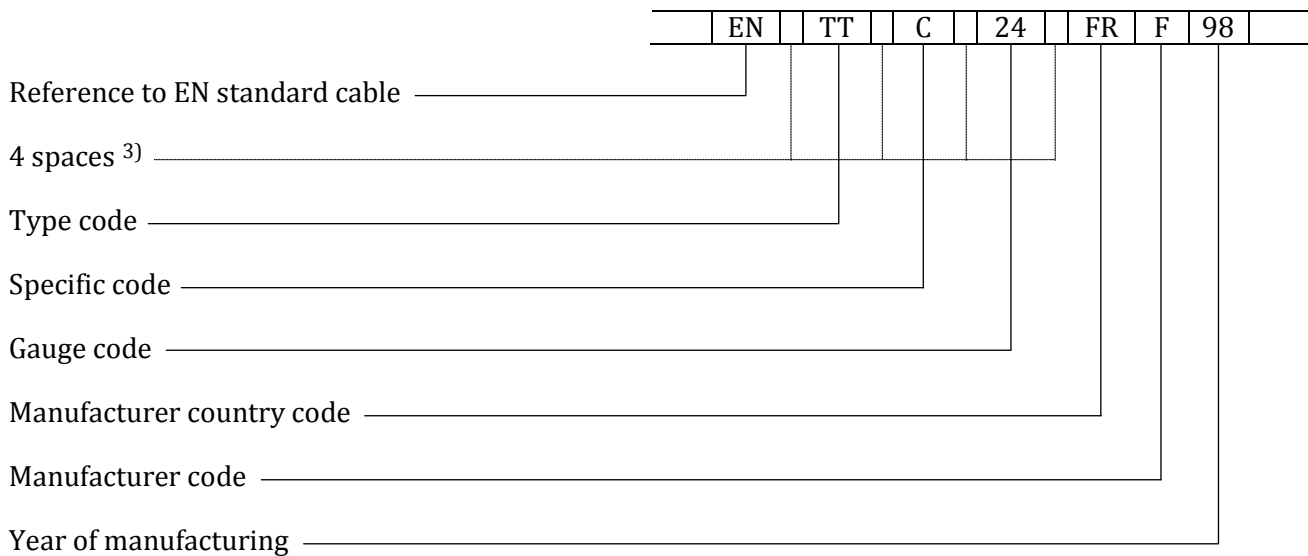 EN TT C 24 FR F 98
Reference to EN standard cable
4 spaces 3)
Type code
Specific code
Gauge code
Manufacturer country code
Manufacturer code
Year of manufacturing